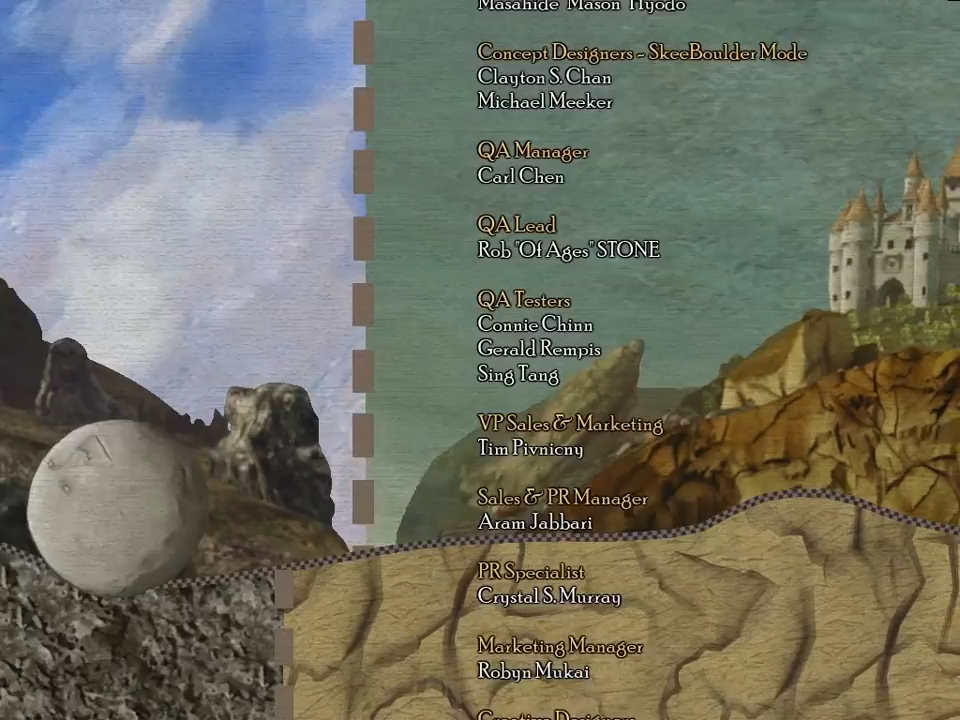 Masahide "Mason" Hyodo
Concept Designers - SkeeBoulder Mode
Clayton S. Chan
Michael Meeker
QA Manager
Carl Chen
QA Lead
Rob "Of Ages" STONE
QA Testers
Connie Chinn
Gerald Rempis
Sing Tang
VP Sales & Marketing
Tim Pivnicny
Sales & PR Manager
Aram Jabbari
PR Specialist
Crystal S. Murray
Marketing Manager
Robyn Mukai
Creative Designers